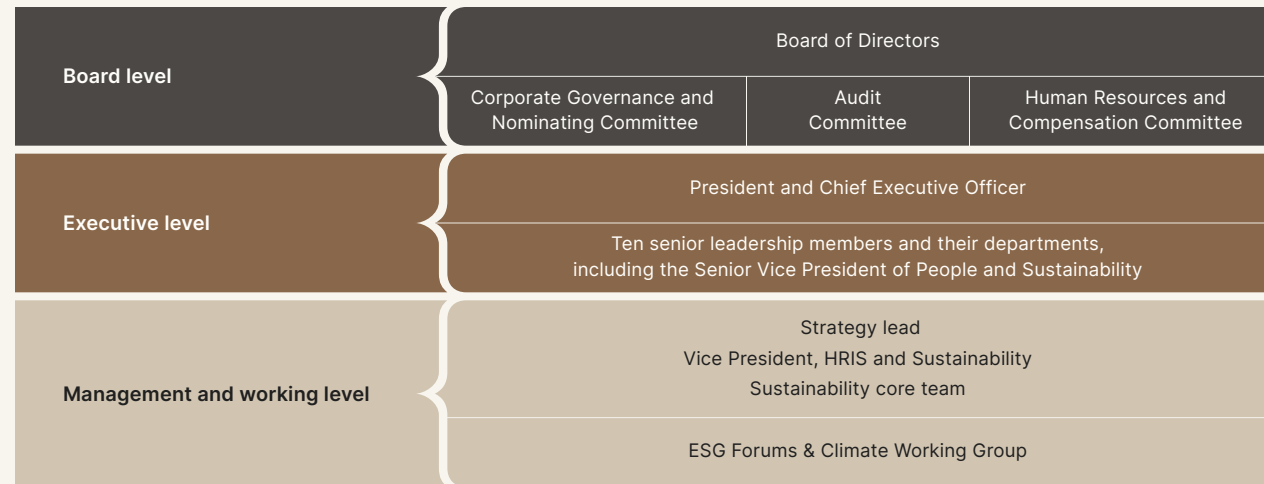 Board level
Board of Directors
Corporate Governance and
Nominating Committee
Audit
Committee
Human Resources and
Compensation Committee
Executive level
President and Chief Executive Officer
Ten senior leadership members and their departments,
including the Senior Vice President of People and Sustainability
Management and working level
Strategy lead
Vice President, HRIS and Sustainability
Sustainability core team
ESG Forums & Climate Working Group